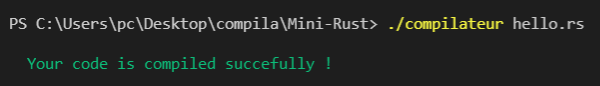 PS C:\Users\pc\Desktop\compila\Mini-Rust> ./compilateur hello.rs
Your code is compiled succefully !